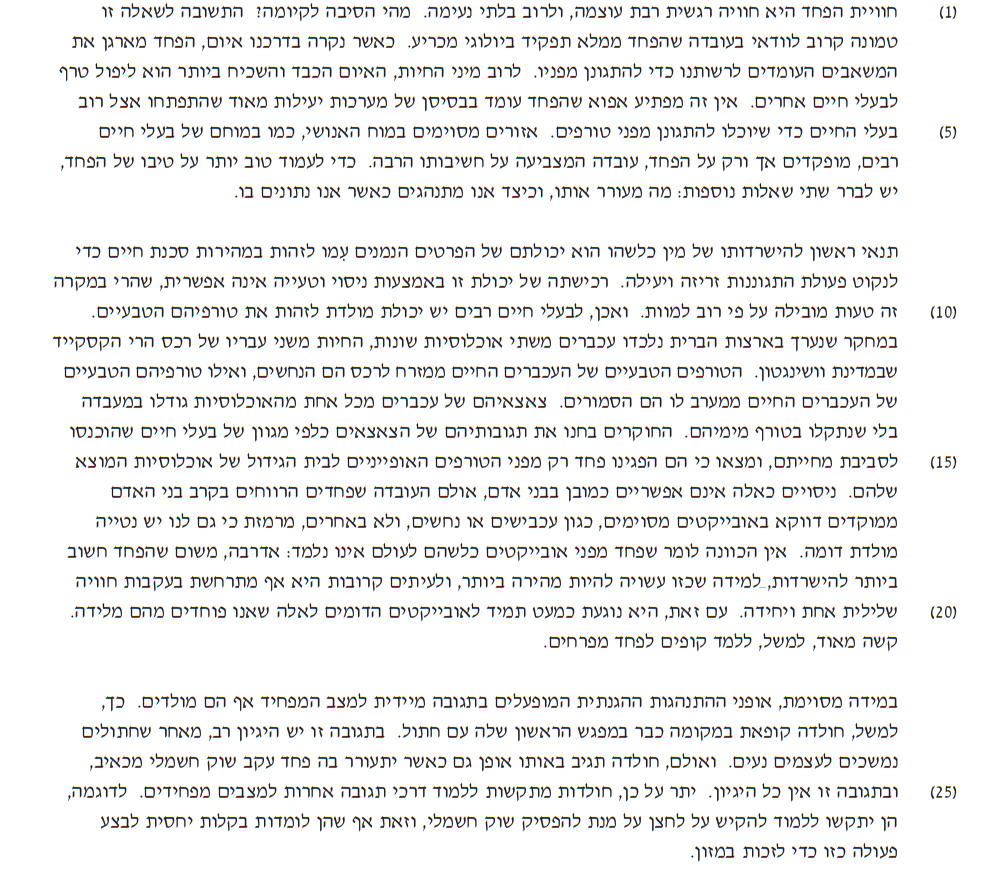 (1) חוויית הפחד היא חוויה רגשית רבת עוצמה, ולרוב בלתי נעימה. מהי הסיבה לקיומה? התשובה לשאלה זו
טמונה קרוב לוודאי בעובדה שהפחד ממלא תפקיד ביולוגי מכריע. כאשר נקרה בדרכנו איום, הפחד מארגן את
המשאבים העומדים לרשותנו כדי להתגונן מפניו. לרוב מיני החיות, האיום הכבד והשכיח ביותר הוא ליפול טרף
לבעלי חיים אחרים. אין זה מפתיע אפוא שהפחד עומד בבסיסן של מערכות יעילות מאוד שהתפתחו אצל רוב
(5) בעלי החיים כדי שיוכלו להתגונן מפני טורפים. אזורים מסוימים במוח האנושי, כמו במוחם של בעלי חיים
רבים, מופקדים אך ורק על הפחד, עובדה המצביעה על חשיבותו הרבה. כדי לעמוד טוב יותר על טיבו של הפחד,
יש לברר שתי שאלות נוספות: מה מעורר אותו, וכיצד אנו מתנהגים כאשר אנו נתונים בו.
תנאי ראשון להישרדותו של מין כלשהו הוא יכולתם של הפרטים הנמנים עִמו לזהות במהירות סכנת חיים כדי
לנקוט פעולת התגוננות זריזה ויעילה. רכישתה של יכולת זו באמצעות ניסוי וטעייה אינה אפשרית, שהרי במקרה
(10) זה טעות מובילה על פי רוב למוות. ואכן, לבעלי חיים רבים יש יכולת מולדת לזהות את טורפיהם הטבעיים.
במחקר שנערך בארצות הברית נלכדו עכברים משתי אוכלוסיות שונות, החיות משני עבריו של רכס הרי הקסקייד
שבמדינת וושינגטון. הטורפים הטבעיים של העכברים החיים ממזרח לרכס הם הנחשים, ואילו טורפיהם הטבעיים
של העכברים החיים ממערב לו הם הסמורים. צאצאיהם של עכברים מכל אחת מהאוכלוסיות גודלו במעבדה
בלי שנתקלו בטורף מימיהם. החוקרים בחנו את תגובותיהם של הצאצאים כלפי מגוון של בעלי חיים שהוכנסו
(15) לסביבת מחייתם, ומצאו כי הם הפגינו פחד רק מפני הטורפים האופייניים לבית הגידול של אוכלוסיות המוצא
שלהם. ניסויים כאלה אינם אפשריים כמובן בבני אדם, אולם העובדה שפחדים הרווחים בקרב בני האדם
ממוקדים דווקא באובייקטים מסוימים, כגון עכבישים או נחשים, ולא באחרים, מרמזת כי גם לנו יש נטייה
מולדת דומה. אין הכוונה לומר שפחד מפני אובייקטים כלשהם לעולם אינו נלמד: אדרבה, משום שהפחד חשוב
ביותר להישרדות, למידה שכזו עשויה להיות מהירה ביותר, ולעיתים קרובות היא אף מתרחשת בעקבות חוויה
(20) שלילית אחת ויחידה. עם זאת, היא נוגעת כמעט תמיד לאובייקטים הדומים לאלה שאנו פוחדים מהם מלידה.
קשה מאוד, למשל, ללמד קופים לפחד מפרחים.
במידה מסוימת, אופני ההתנהגות ההגנתית המופעלים בתגובה מיידית למצב המפחיד אף הם מולדים. כך,
למשל, חולדה קופאת במקומה כבר במפגש הראשון שלה עם חתול. בתגובה זו יש היגיון רב, מאחר שחתולים
נמשכים לעצמים נעים. ואולם, חולדה תגיב באותו אופן גם כאשר יתעורר בה פחד עקב שוק חשמלי מכאיב,
(25) ובתגובה זו אין כל היגיון. יתר על כן, חולדות מתקשות ללמוד דרכי תגובה אחרות למצבים מפחידים. לדוגמה,
הן יתקשו ללמוד להקיש על לחצן על מנת להפסיק שוק חשמלי, וזאת אף שהן לומדות בקלות יחסית לבצע
פעולה כזו כדי לזכות במזון.